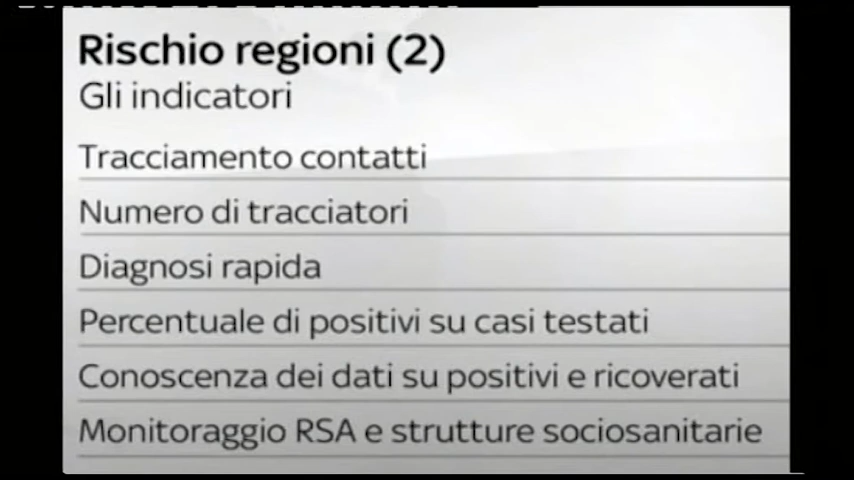 Rischio regioni (2)
Gli indicatori
Tracciamento contatti
Numero di tracciatori
Diagnosi rapida
Percentuale di positivi su casi testati
Conoscenza dei dati su positivi e ricoverati
Monitoraggio RSA e strutture sociosanitarie